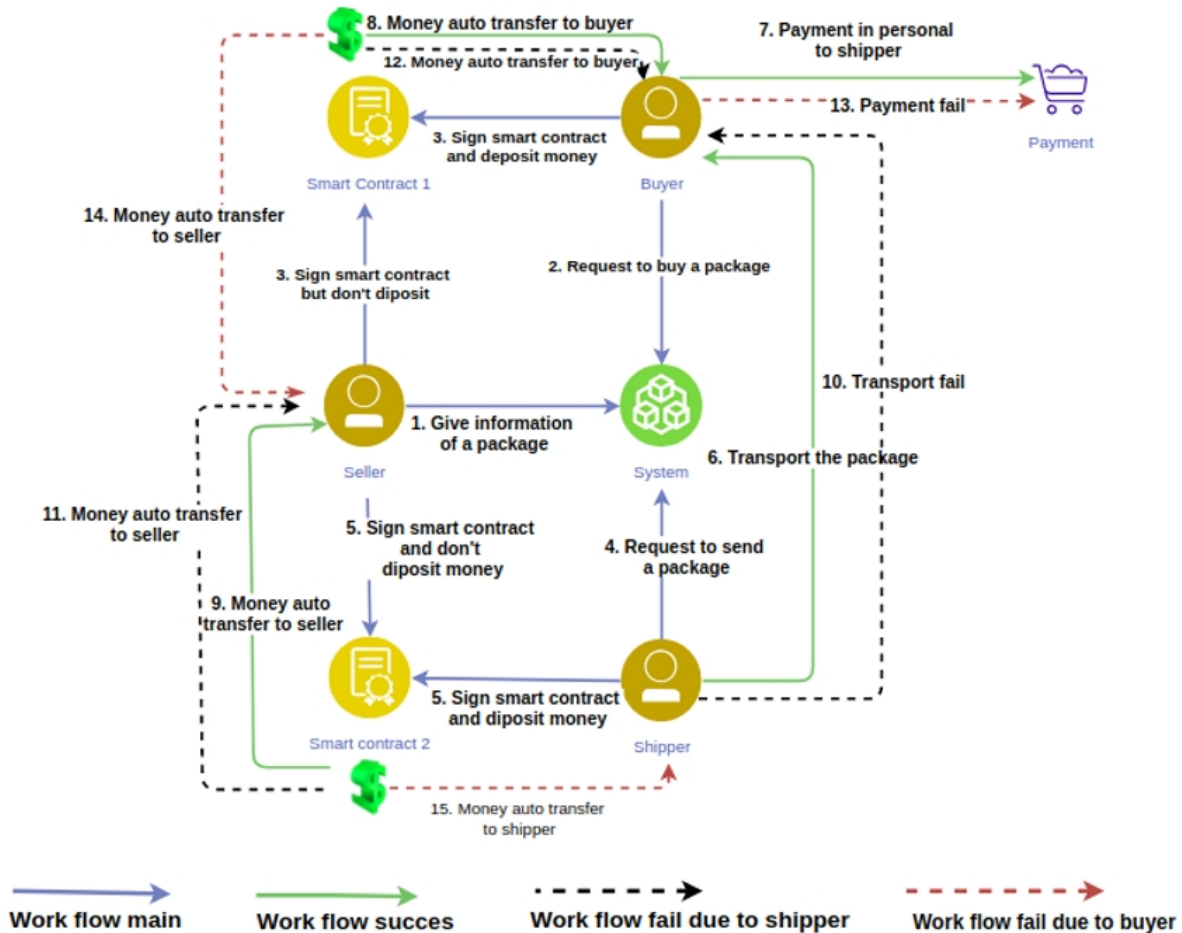 8. Money auto transfer to buyer
7. Payment in personal
to shipper
12. Money auto transfer to buyer
13. Payment fail
3. Sign smart contract
and deposit money
Payment
Smart Contract 1
Buyer
14. Money auto transfer
to seller
3. Sign smart contract
but don't diposit
2. Request to buy a package
10. Transport fail
1. Give information
of a package
6. Transport the package
Seller
System
11. Money auto transfer
to seller
5. Sign smart contract
and don't
diposit money
4. Request to send
a package
9. Money auto
transfer to seller
5. Sign smart contract
and diposit money
Smart contract 2
Shipper
15. Money auto transfer
to shipper
Work flow main
Work flow succes
Work flow fail due to shipper
Work flow fail due to buyer